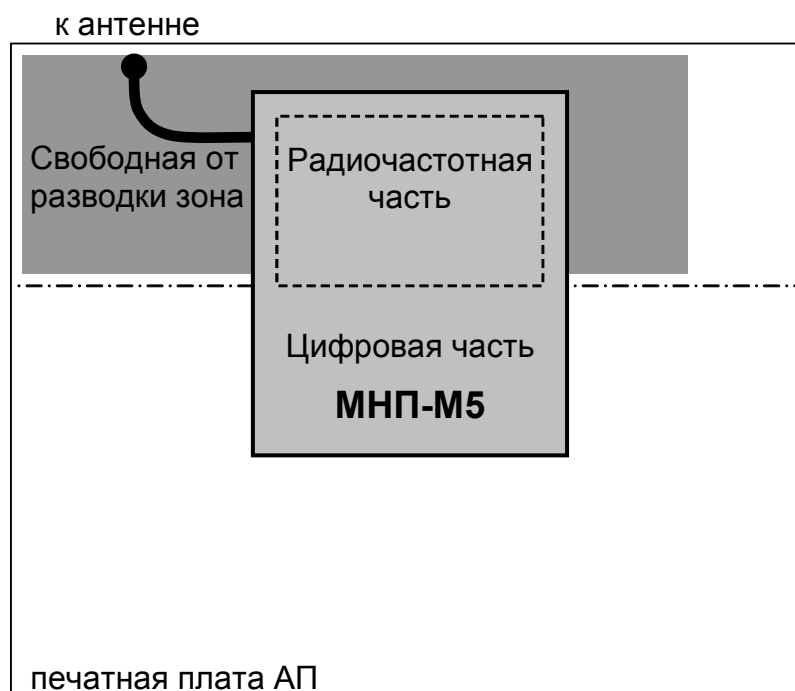 к антенне
Свободная от
разводки зона
Радиочастотная
часть
Цифровая часть
МНП-М5
печатная плата АП